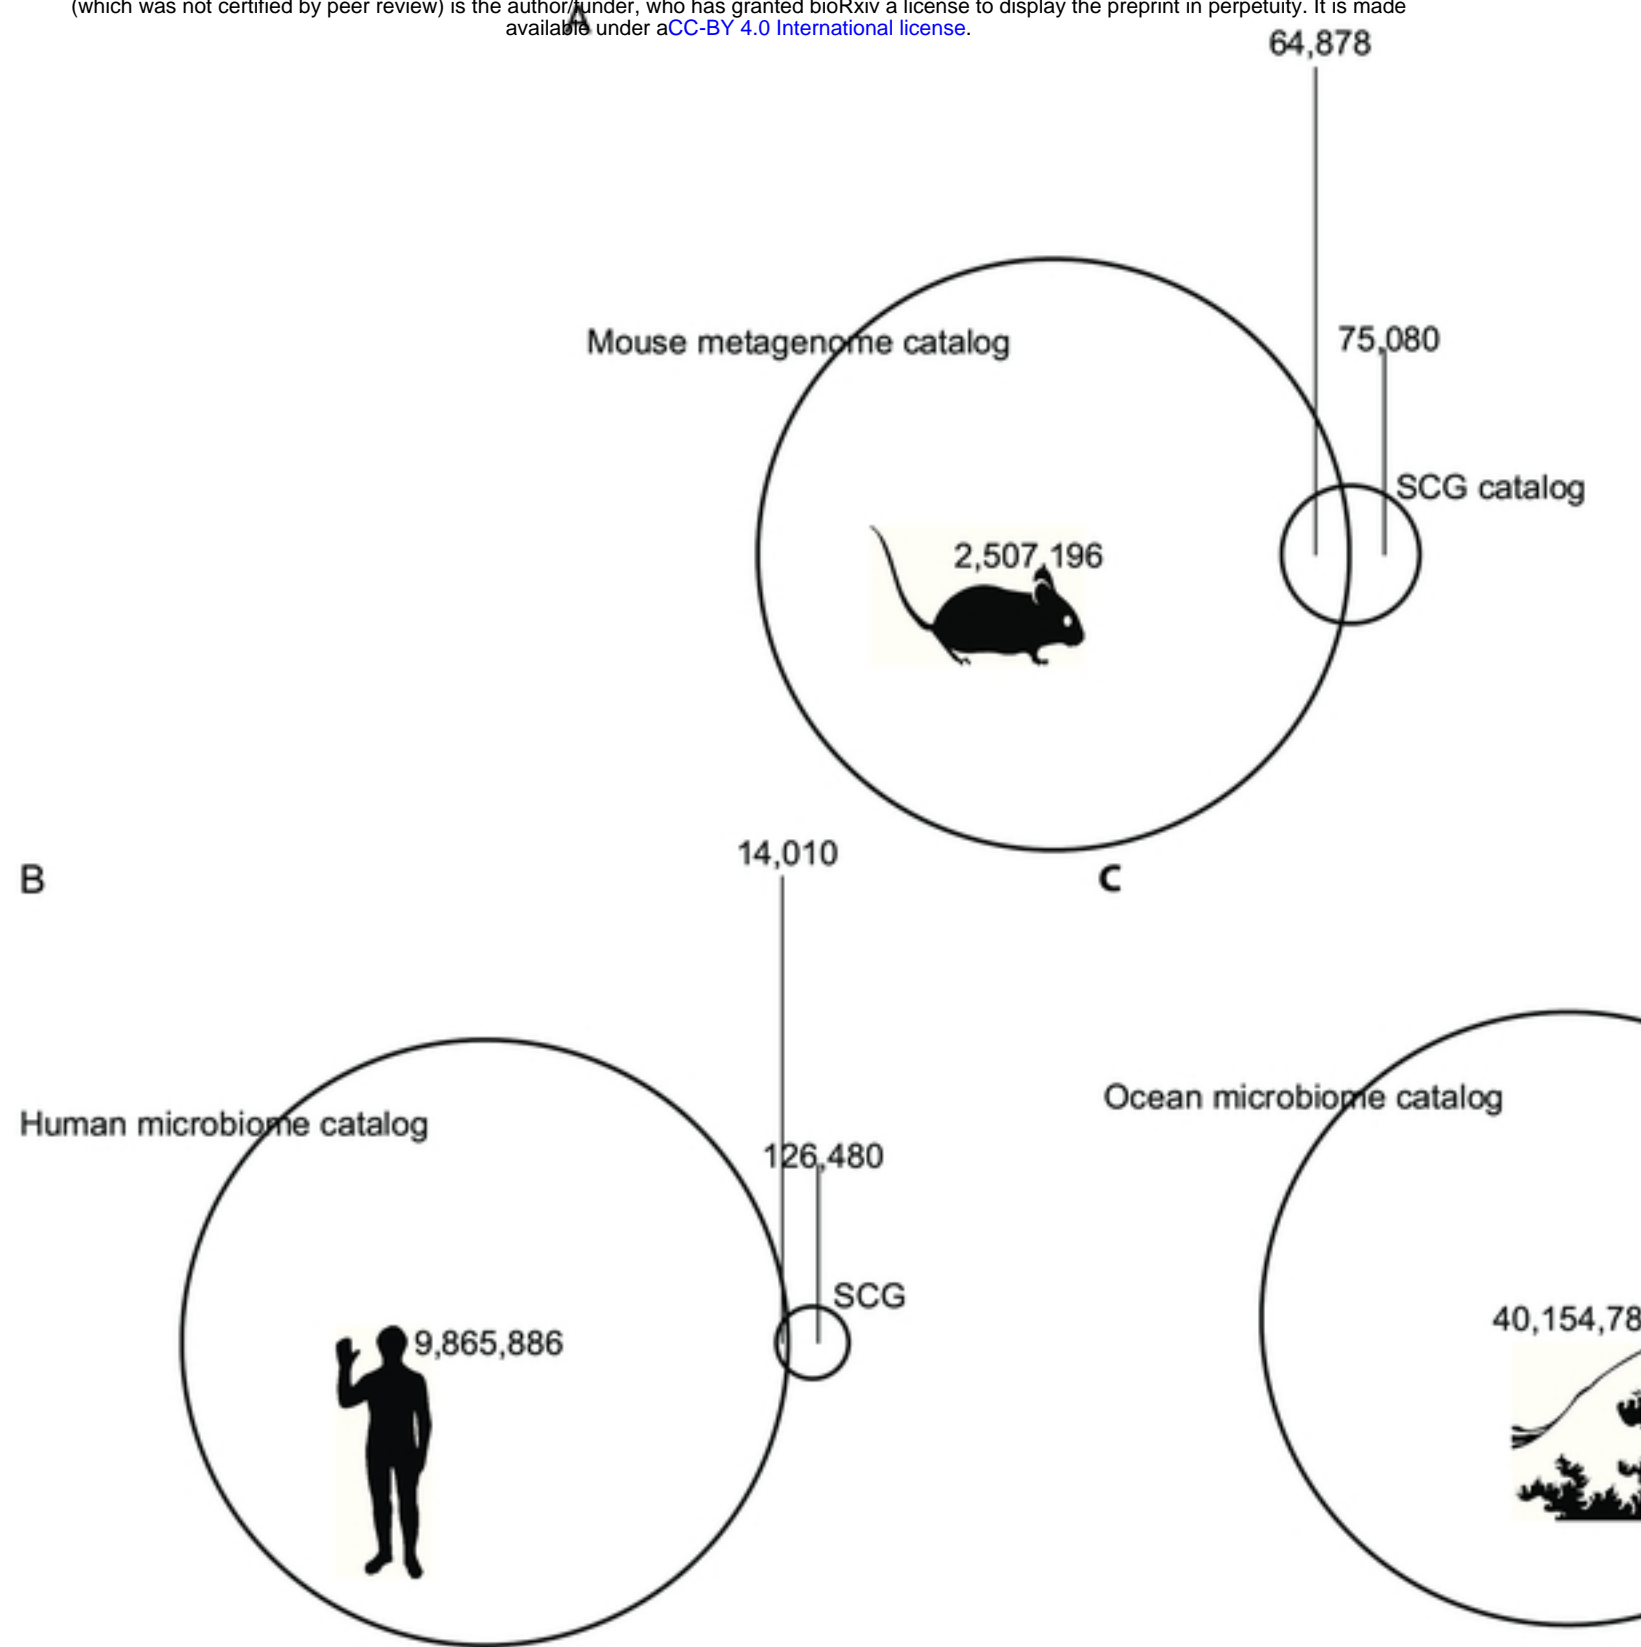 (which was not certified by peer review) is the author/funder, who has granted bioRxiv a license to display the preprint in perpetuity. It is made
available under aCC-BY 4.0 International license.
A
64,878
Mouse metagenome catalog
75,080
SCG catalog
2,507,196
14,010
B
C
Human microbiome catalog
126,480
SCG
9,865,886
Ocean microbiome catalog
40,154,78